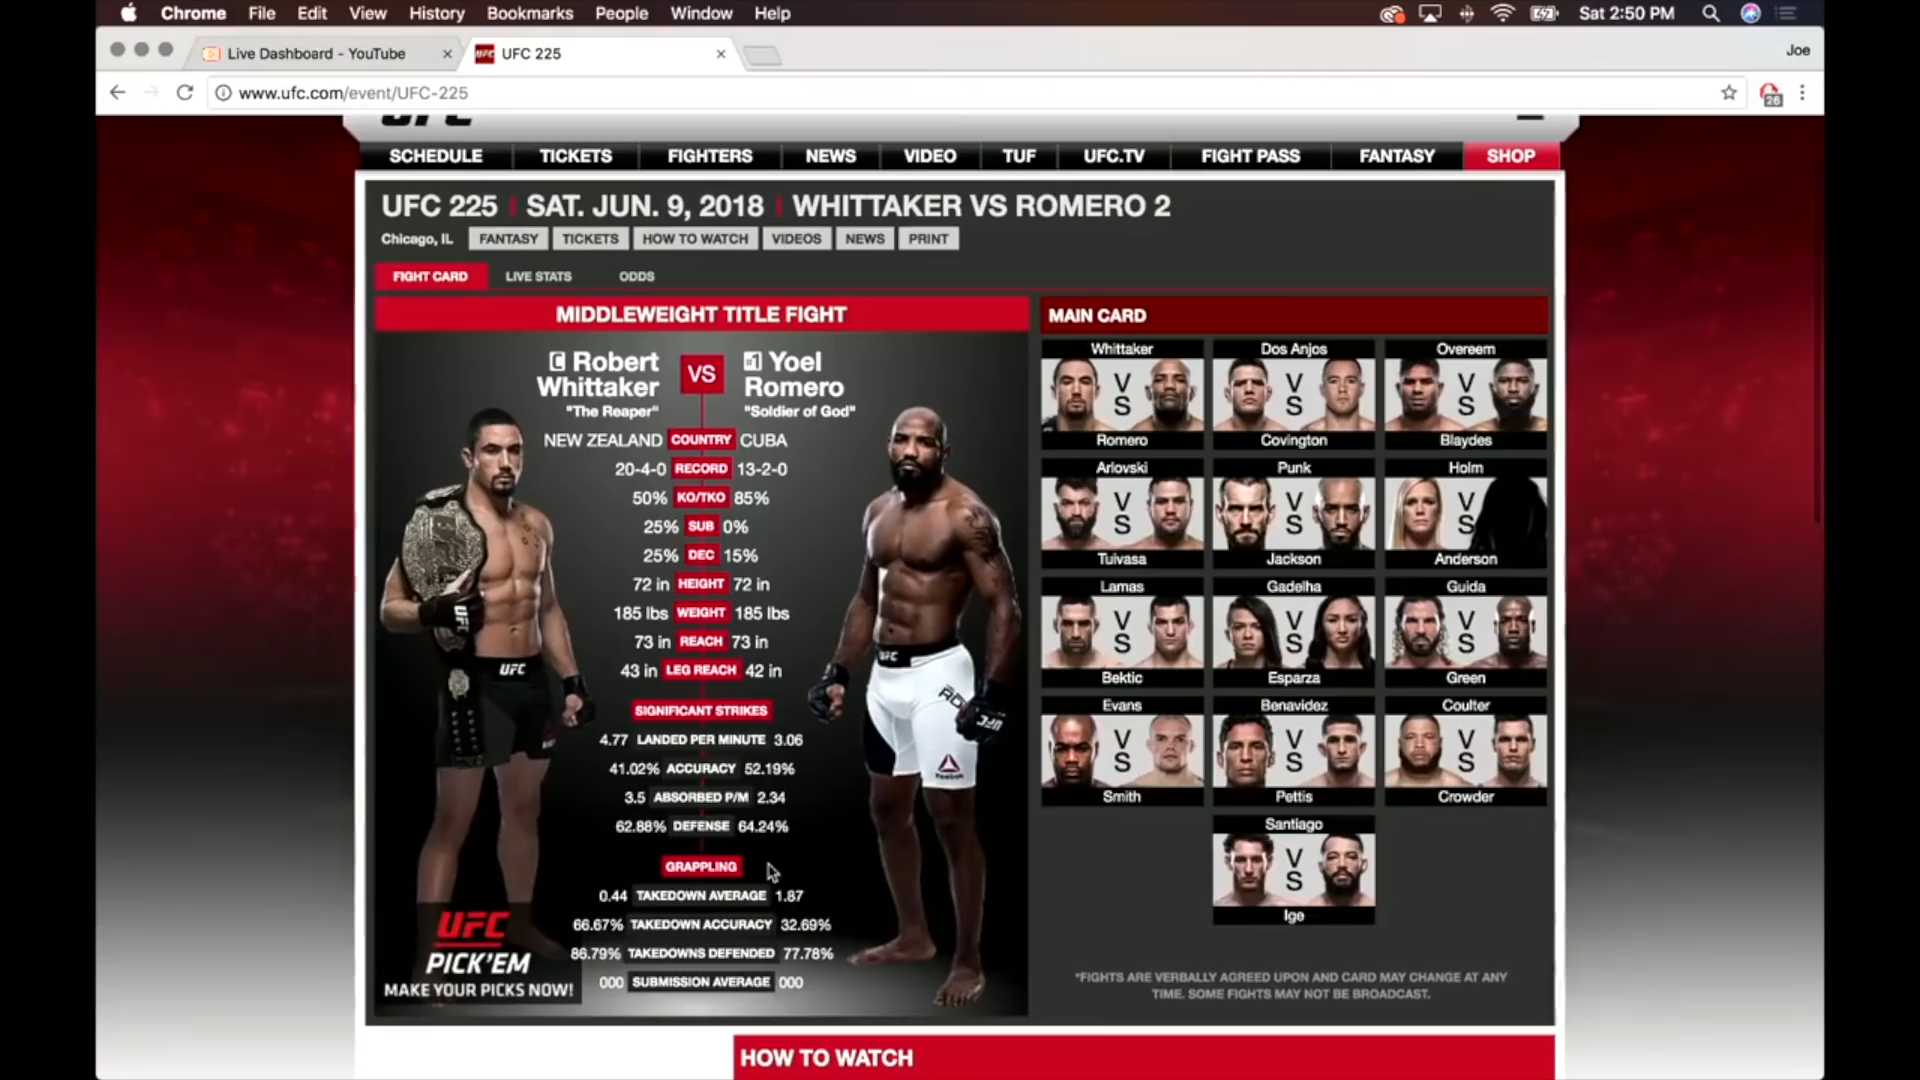 Chrome File Edit View History Bookmarks People Window Help Sat 2:50 PM
Live Dashboard - YouTube
UFC 225
Joe
www.ufc.com/event/UFC-225
26
UFC
SCHEDULE TICKETS FIGHTERS NEWS VIDEO TUF UFC.TV FIGHT PASS FANTASY SHOP
UFC 225 | SAT. JUN. 9, 2018 | WHITTAKER VS ROMERO 2
Chicago, IL FANTASY TICKETS HOW TO WATCH VIDEOS NEWS PRINT
FIGHT CARD LIVE STATS ODDS
MIDDLEWEIGHT TITLE FIGHT
C Robert
Whittaker
"The Reaper"
VS
#1 Yoel
Romero
"Soldier of God"
NEW ZEALAND COUNTRY CUBA
20-4-0 RECORD 13-2-0
50% KO/TKO 85%
25% SUB 0%
25% DEC 15%
72 in HEIGHT 72 in
185 lbs WEIGHT 185 lbs
73 in REACH 73 in
43 in LEG REACH 42 in
SIGNIFICANT STRIKES
4.77 LANDED PER MINUTE 3.06
41.02% ACCURACY 52.19%
3.5 ABSORBED P/M 2.34
62.88% DEFENSE 64.24%
GRAPPLING
0.44 TAKEDOWN AVERAGE 1.87
66.67% TAKEDOWN ACCURACY 32.69%
86.79% TAKEDOWNS DEFENDED 77.78%
000 SUBMISSION AVERAGE 000
UFC
PICK'EM
MAKE YOUR PICKS NOW!
UFC
UFC
UFC
UFC
MAIN CARD
Whittaker Dos Anjos Overeem
VS VS VS
Romero Covington Blaydes
Arlovski Punk Holm
VS VS VS
Tuivasa Jackson Anderson
Lamas Gadelha Guida
VS VS VS
Bektic Esparza Green
Evans Benavidez Coulter
VS VS VS
Smith Pettis Crowder
Santiago
VS
Ige
*FIGHTS ARE VERBALLY AGREED UPON AND CARD MAY CHANGE AT ANY
TIME. SOME FIGHTS MAY NOT BE BROADCAST.
HOW TO WATCH